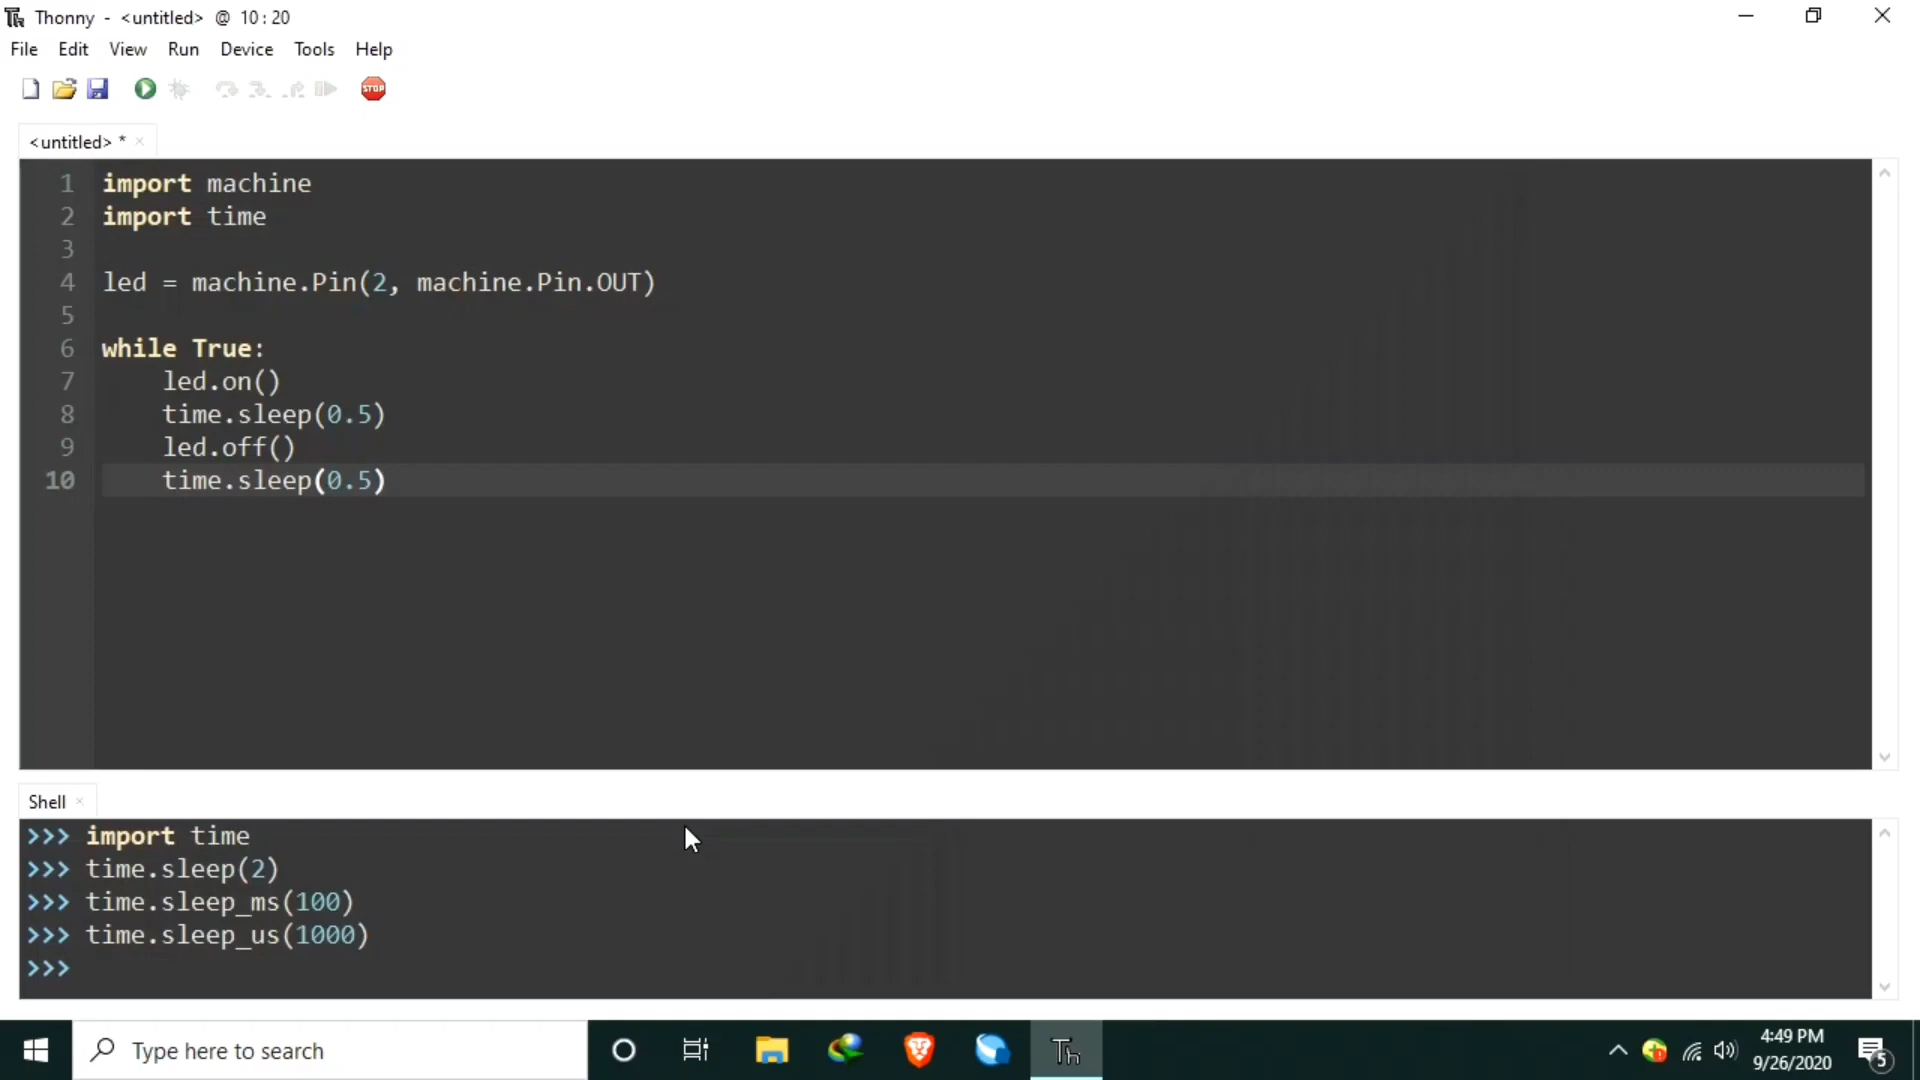 Thonny - <untitled> @ 10 : 20
File Edit View Run Device Tools Help
STOP
<untitled> *
1 import machine
2 import time
3
4 led = machine.Pin(2, machine.Pin.OUT)
5
6 while True:
7     led.on()
8     time.sleep(0.5)
9     led.off()
10     time.sleep(0.5)
Shell
>>> import time
>>> time.sleep(2)
>>> time.sleep_ms(100)
>>> time.sleep_us(1000)
>>>
Type here to search
Th
4:49 PM
9/26/2020
5